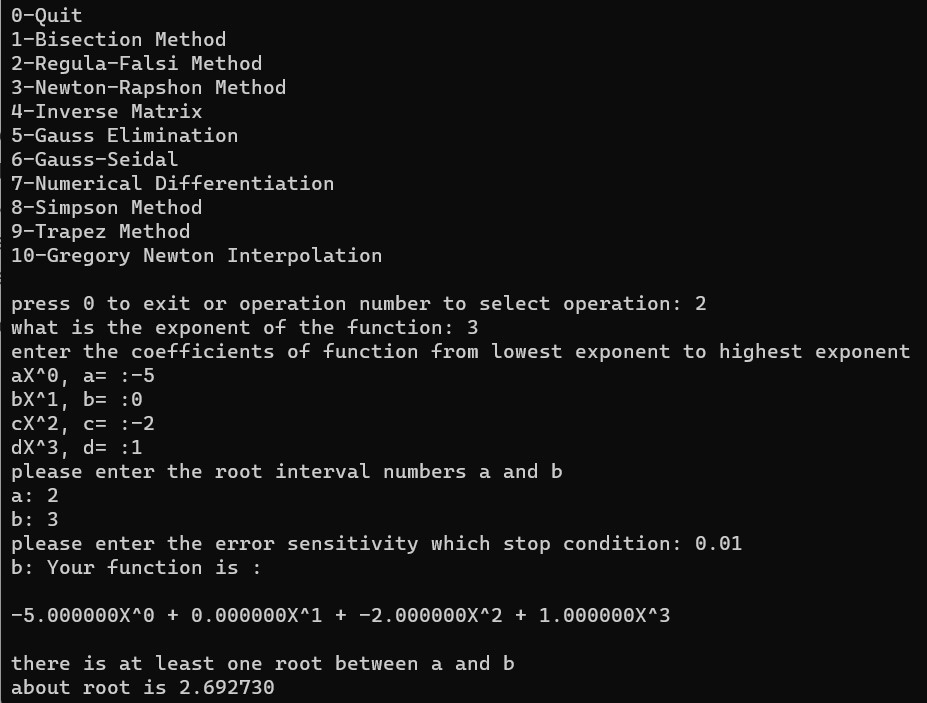 0-Quit
1-Bisection Method
2-Regula-Falsi Method
3-Newton-Rapshon Method
4-Inverse Matrix
5-Gauss Elimination
6-Gauss-Seidal
7-Numerical Differentiation
8-Simpson Method
9-Trapez Method
10-Gregory Newton Interpolation
press 0 to exit or operation number to select operation: 2
what is the exponent of the function: 3
enter the coefficients of function from lowest exponent to highest exponent
aX^0, a= :-5
bX^1, b= :0
cX^2, c= :-2
dX^3, d= :1
please enter the root interval numbers a and b
a: 2
b: 3
please enter the error sensitivity which stop condition: 0.01
b: Your function is :
-5.000000X^0 + 0.000000X^1 + -2.000000X^2 + 1.000000X^3
there is at least one root between a and b
about root is 2.692730